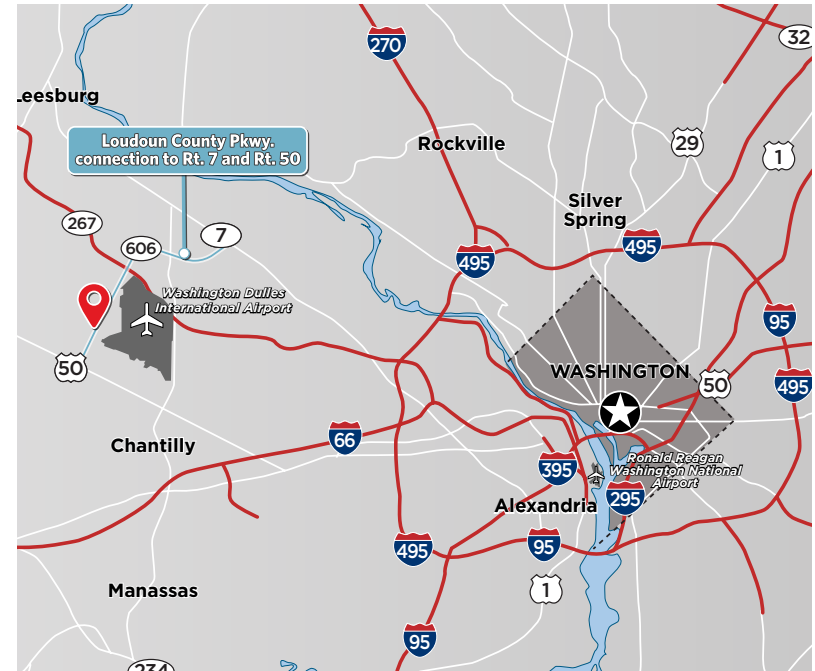 270
32
Leesburg
Loudoun County Pkwy.
connection to Rt. 7 and Rt. 50
Rockville
29
1
Silver
Spring
267
606
7
495
495
Washington Dulles
International Airport
95
50
WASHINGTON
50
495
Chantilly
66
395
Ronald Reagan
Washington National
Airport
295
Alexandria
495
95
Manassas
1
95
234